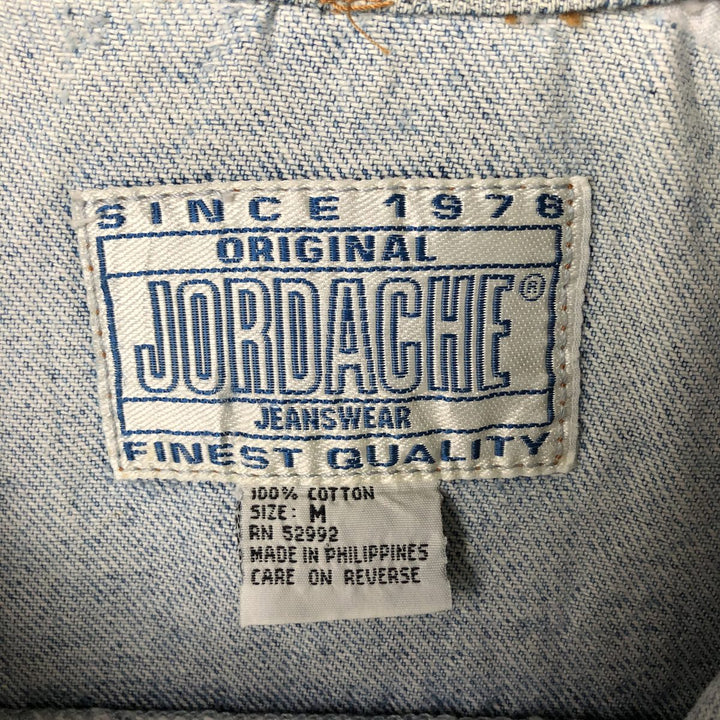 SINCE 1978
ORIGINAL
JORDACHE®
JEANSWEAR
FINEST QUALITY
100% COTTON
SIZE: M
RN 52992
MADE IN PHILIPPINES
CARE ON REVERSE